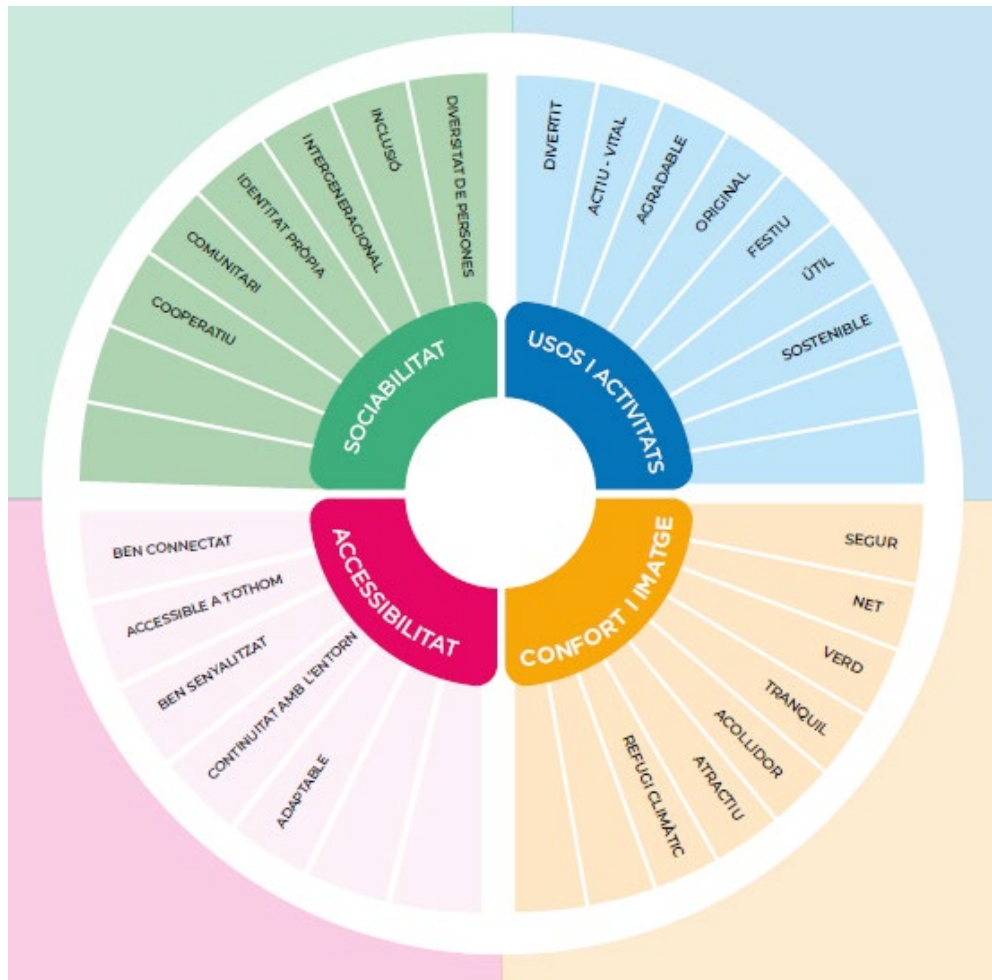 SOCIABILITAT
COOPERATIU
COMUNITARI
IDENTITAT PRÒPIA
INTERGENERACIONAL
INCLUSIÓ
DIVERSITAT DE PERSONES
USOS I ACTIVITATS
DIVERTIT
ACTIU - VITAL
AGRADABLE
ORIGINAL
FESTIU
ÚTIL
SOSTENIBLE
CONFORT I IMATGE
SEGUR
NET
VERD
TRANQUIL
ACOLLIDOR
ATRACTIU
REFUGI CLIMÀTIC
ACCESSIBILITAT
BEN CONNECTAT
ACCESSIBLE A TOTHOM
BEN SENYALITZAT
CONTINUITAT AMB L'ENTORN
ADAPTABLE